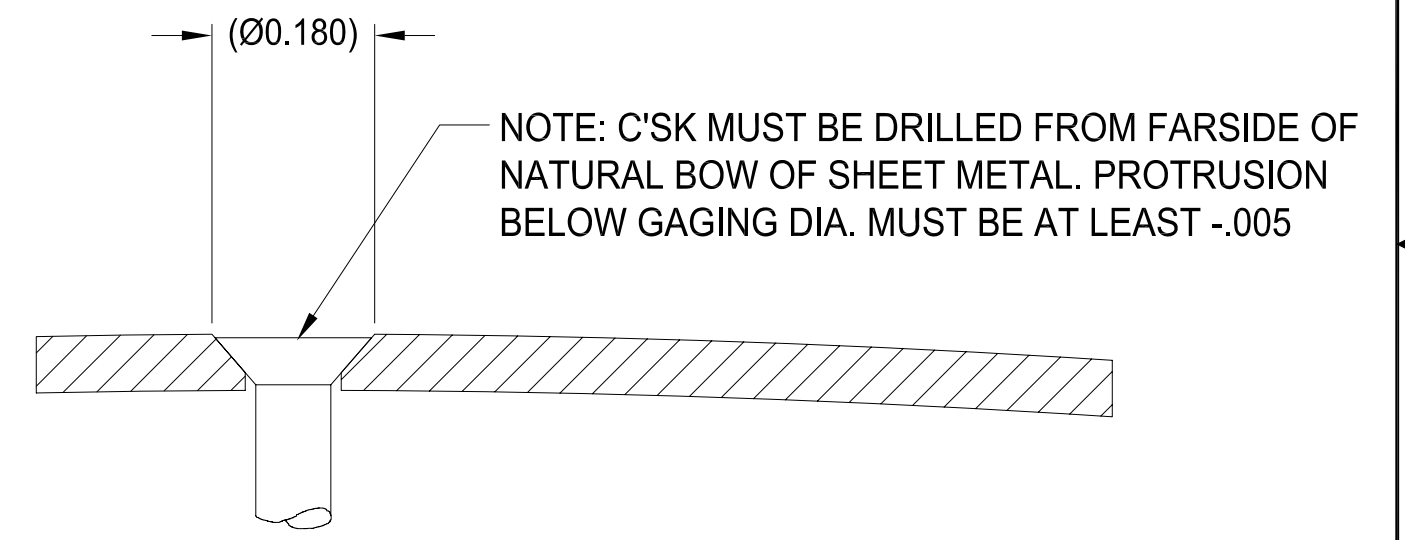 (Ø0.180)
NOTE: C'SK MUST BE DRILLED FROM FARSIDE OF
NATURAL BOW OF SHEET METAL. PROTRUSION
BELOW GAGING DIA. MUST BE AT LEAST -.005